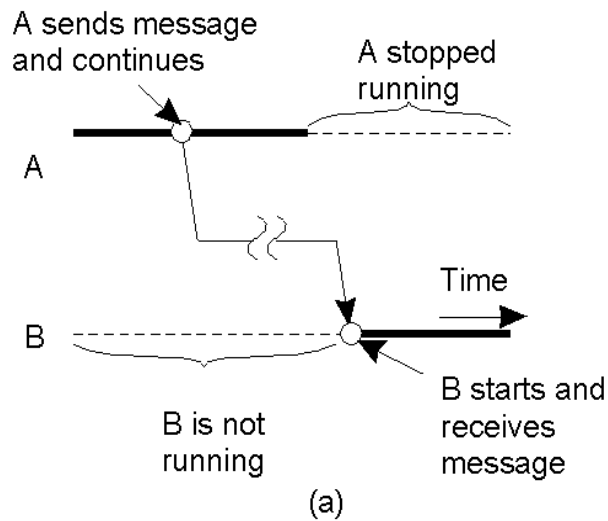 A sends message
and continues
A stopped
running
A
Time
B
B starts and
receives
message
B is not
running
(a)